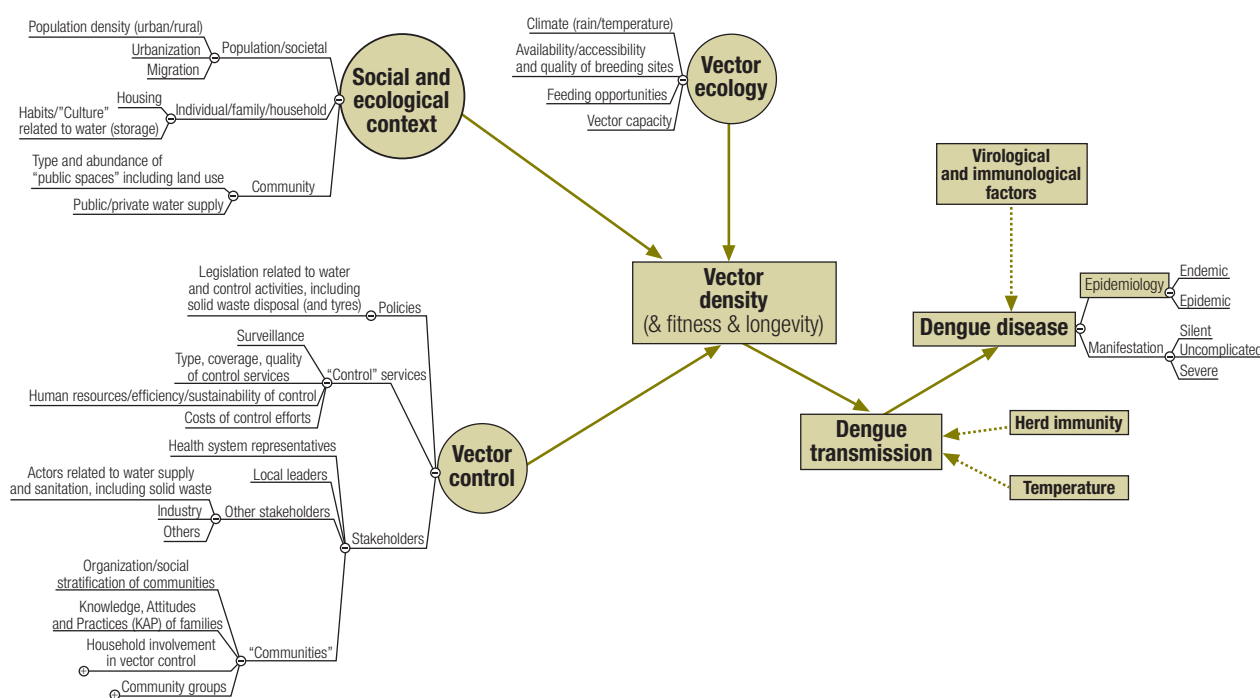 Population density (urban/rural)
Urbanization
Migration
Population/societal
Housing
Habits/"Culture"
related to water (storage)
Individual/family/household
Type and abundance of
“public spaces” including land use
Public/private water supply
Community
Social and
ecological
context
Climate (rain/temperature)
Availability/accessibility
and quality of breeding sites
Feeding opportunities
Vector capacity
Vector
ecology
Virological
and immunological
factors
Vector
density
(& fitness & longevity)
Dengue disease
Epidemiology
Endemic
Epidemic
Manifestation
Silent
Uncomplicated
Severe
Dengue
transmission
Herd immunity
Temperature
Legislation related to water
and control activities, including
solid waste disposal (and tyres)
Policies
Surveillance
Type, coverage, quality
of control services
Human resources/efficiency/sustainability of control
Costs of control efforts
“Control” services
Vector
control
Health system representatives
Local leaders
Actors related to water supply
and sanitation, including solid waste
Industry
Others
Other stakeholders
Stakeholders
Organization/social
stratification of communities
Knowledge, Attitudes
and Practices (KAP) of families
Household involvement
in vector control
Community groups
“Communities”